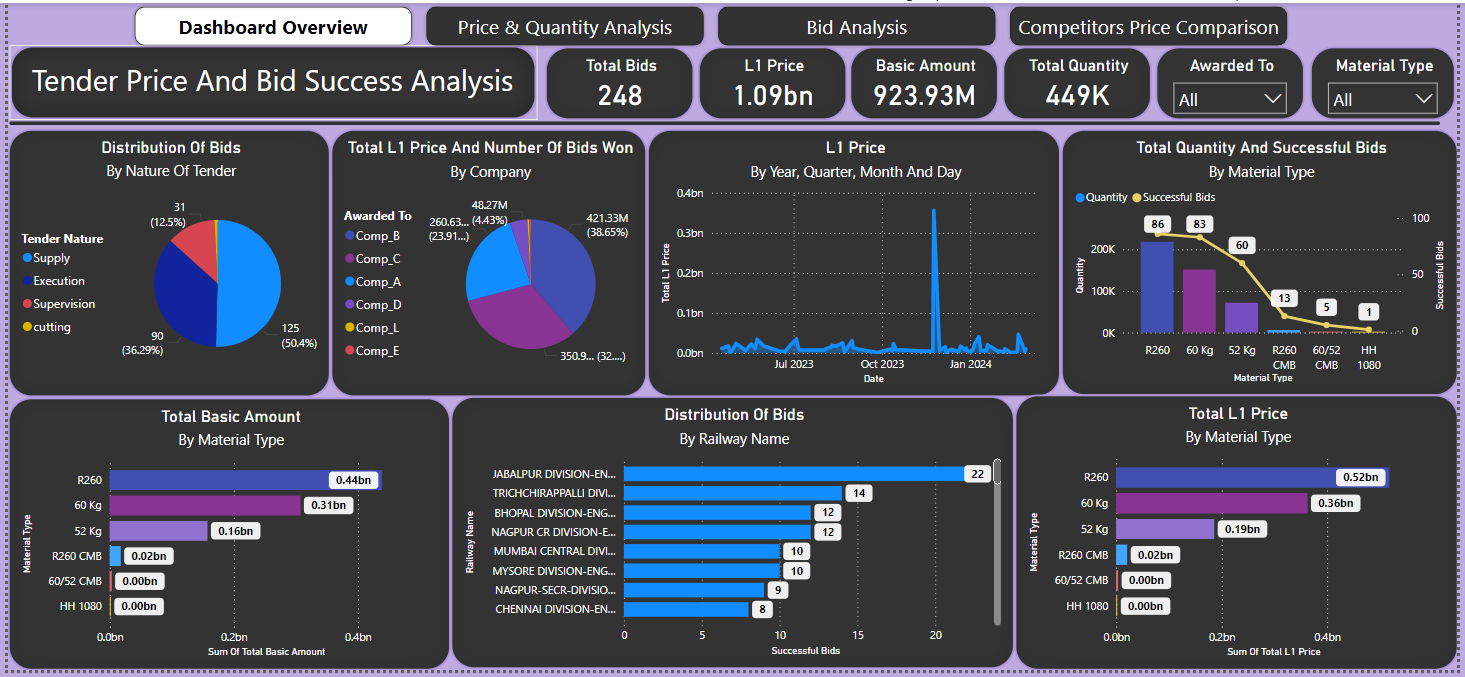 Dashboard Overview
Price & Quantity Analysis
Bid Analysis
Competitors Price Comparison
Tender Price And Bid Success Analysis
Total Bids
248
L1 Price
1.09bn
Basic Amount
923.93M
Total Quantity
449K
Awarded To
All
Material Type
All
Distribution Of Bids
By Nature Of Tender
Tender Nature
Supply
Execution
Supervision
cutting
31
(12.5%)
90
(36.29%)
125
(50.4%)
Total L1 Price And Number Of Bids Won
By Company
Awarded To
Comp_B
Comp_C
Comp_A
Comp_D
Comp_L
Comp_E
48.27M
(4.43%)
260.63...
(23.91...)
421.33M
(38.65%)
350.9... (32....)
L1 Price
By Year, Quarter, Month And Day
Total L1 Price
0.4bn
0.3bn
0.2bn
0.1bn
0.0bn
Jul 2023
Oct 2023
Jan 2024
Date
Total Quantity And Successful Bids
By Material Type
Quantity
Successful Bids
Quantity
200K
100K
0K
86
83
60
13
5
1
100
50
0
Successful Bids
R260
60 Kg
52 Kg
R260 CMB
60/52 CMB
HH 1080
Material Type
Total Basic Amount
By Material Type
Material Type
R260
0.44bn
60 Kg
0.31bn
52 Kg
0.16bn
R260 CMB
0.02bn
60/52 CMB
0.00bn
HH 1080
0.00bn
0.0bn
0.2bn
0.4bn
Sum Of Total Basic Amount
Distribution Of Bids
By Railway Name
Railway Name
JABALPUR DIVISION-EN...
22
TRICHCHIRAPPALLI DIVI...
14
BHOPAL DIVISION-ENG...
12
NAGPUR CR DIVISION-E...
12
MUMBAI CENTRAL DIVI...
10
MYSORE DIVISION-ENG...
10
NAGPUR-SECR-DIVISIO...
9
CHENNAI DIVISION-EN...
8
0
5
10
15
20
Successful Bids
Total L1 Price
By Material Type
Material Type
R260
0.52bn
60 Kg
0.36bn
52 Kg
0.19bn
R260 CMB
0.02bn
60/52 CMB
0.00bn
HH 1080
0.00bn
0.0bn
0.2bn
0.4bn
Sum Of Total L1 Price